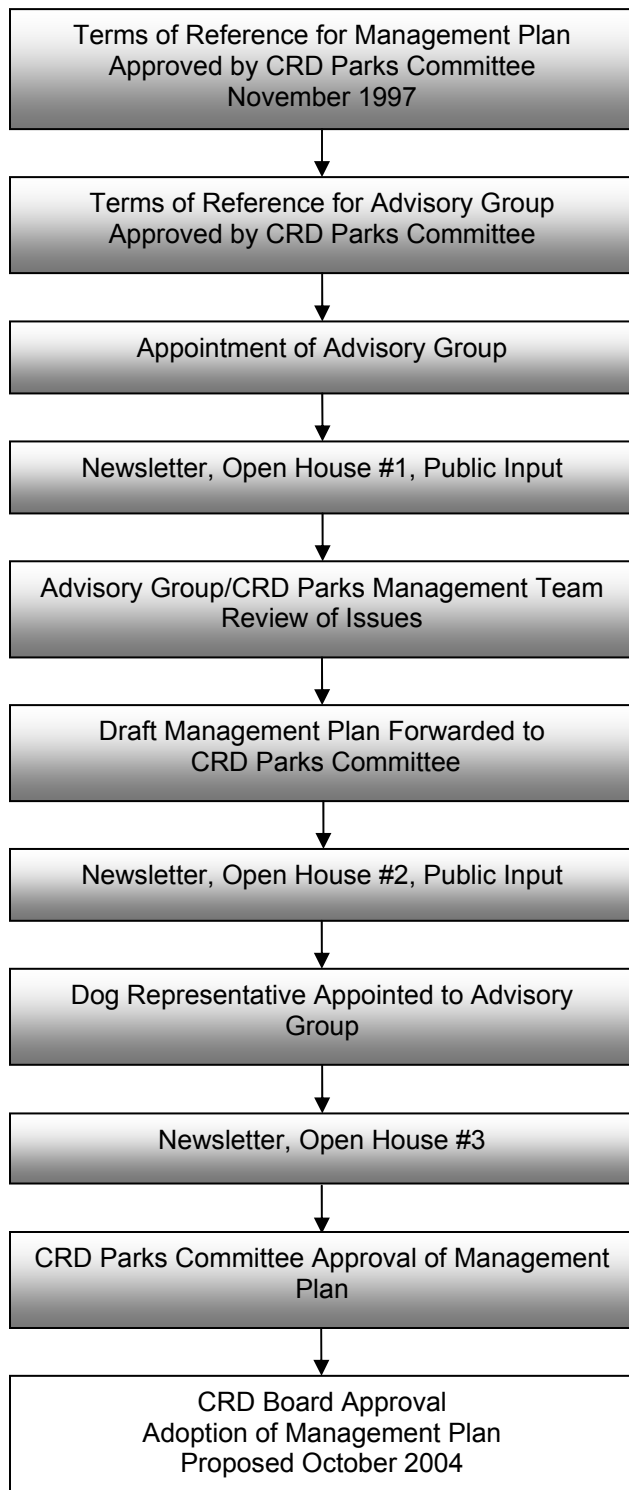 Terms of Reference for Management Plan
Approved by CRD Parks Committee
November 1997
Terms of Reference for Advisory Group
Approved by CRD Parks Committee
Appointment of Advisory Group
Newsletter, Open House #1, Public Input
Advisory Group/CRD Parks Management Team
Review of Issues
Draft Management Plan Forwarded to
CRD Parks Committee
Newsletter, Open House #2, Public Input
Dog Representative Appointed to Advisory
Group
Newsletter, Open House #3
CRD Parks Committee Approval of Management
Plan
CRD Board Approval
Adoption of Management Plan
Proposed October 2004